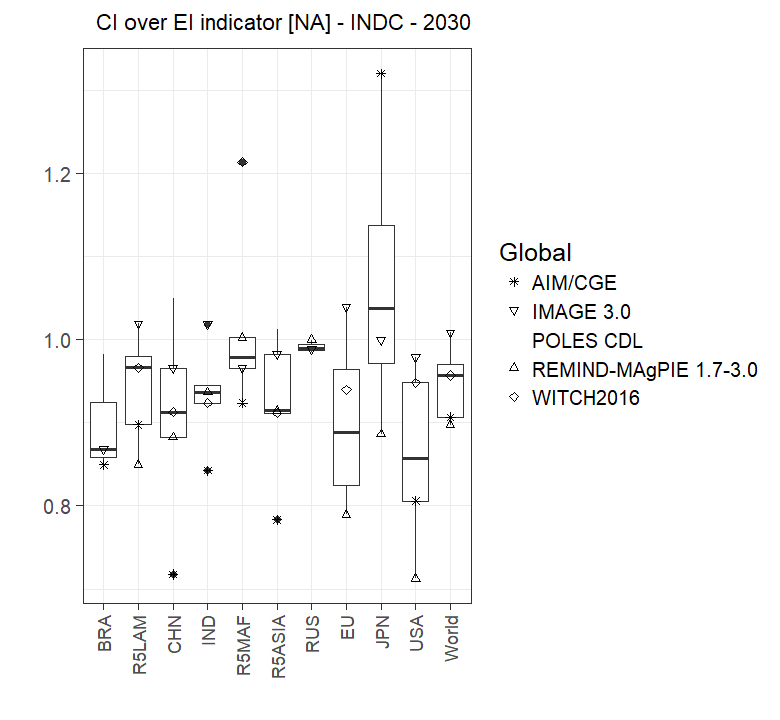 CI over EI indicator [NA] - INDC - 2030
1.2
1.0
0.8
BRA
R5LAM
CHN
IND
R5MAF
R5ASIA
RUS
EU
JPN
USA
World
Global
AIM/CGE
IMAGE 3.0
POLES CDL
REMIND-MAgPIE 1.7-3.0
WITCH2016